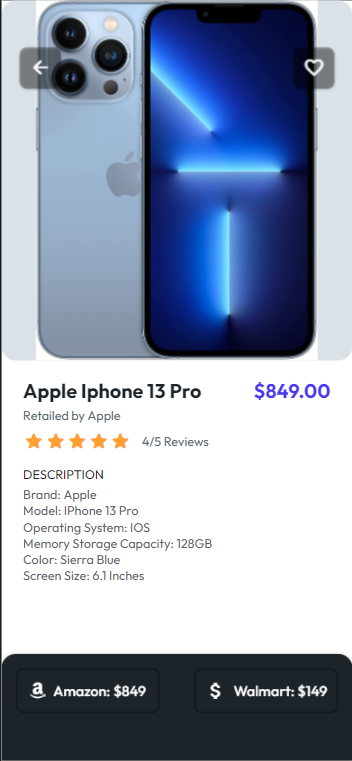 Apple Iphone 13 Pro
$849.00
Retailed by Apple
4/5 Reviews
DESCRIPTION
Brand: Apple
Model: IPhone 13 Pro
Operating System: IOS
Memory Storage Capacity: 128GB
Color: Sierra Blue
Screen Size: 6.1 Inches
Amazon: $849
Walmart: $149